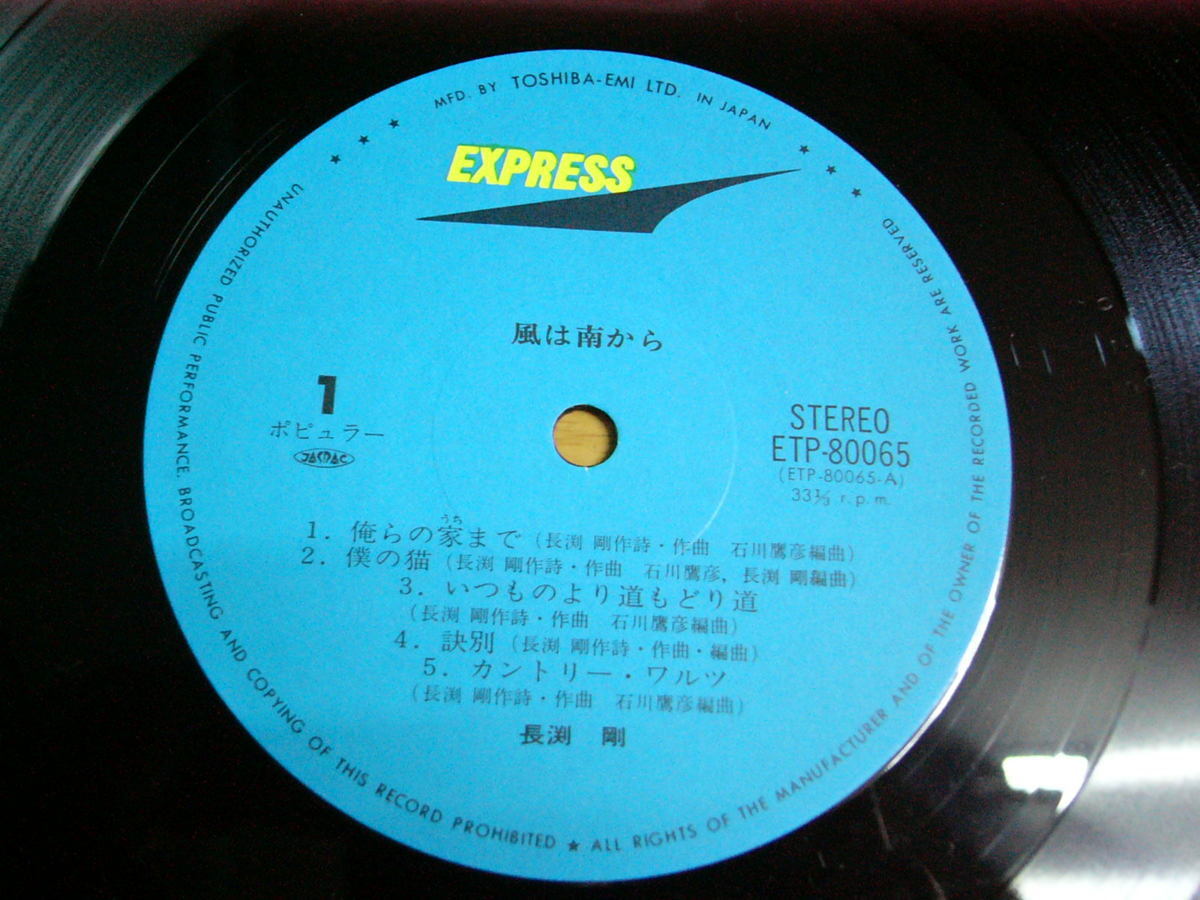 MFD. BY TOSHIBA-EMI LTD. IN JAPAN
EXPRESS
風は南から
1
ポピュラー
JASRAC
STEREO
ETP-80065
(ETP-80065-A)
33⅓ r.p.m.
うち
1. 俺らの家まで (長渕 剛作詩・作曲 石川鷹彦編曲)
2. 僕の猫 (長渕 剛作詩・作曲 石川鷹彦, 長渕 剛編曲)
3. いつものより道もどり道
(長渕 剛作詩・作曲 石川鷹彦編曲)
4. 訣別 (長渕 剛作詩・作曲・編曲)
5. カントリー・ワルツ
(長渕 剛作詩・作曲 石川鷹彦編曲)
長渕 剛
UNAUTHORIZED PUBLIC PERFORMANCE. BROADCASTING AND COPYING OF THIS RECORD PROHIBITED ★ ALL RIGHTS OF THE MANUFACTURER AND OF THE OWNER OF THE RECORDED WORK ARE RESERVED